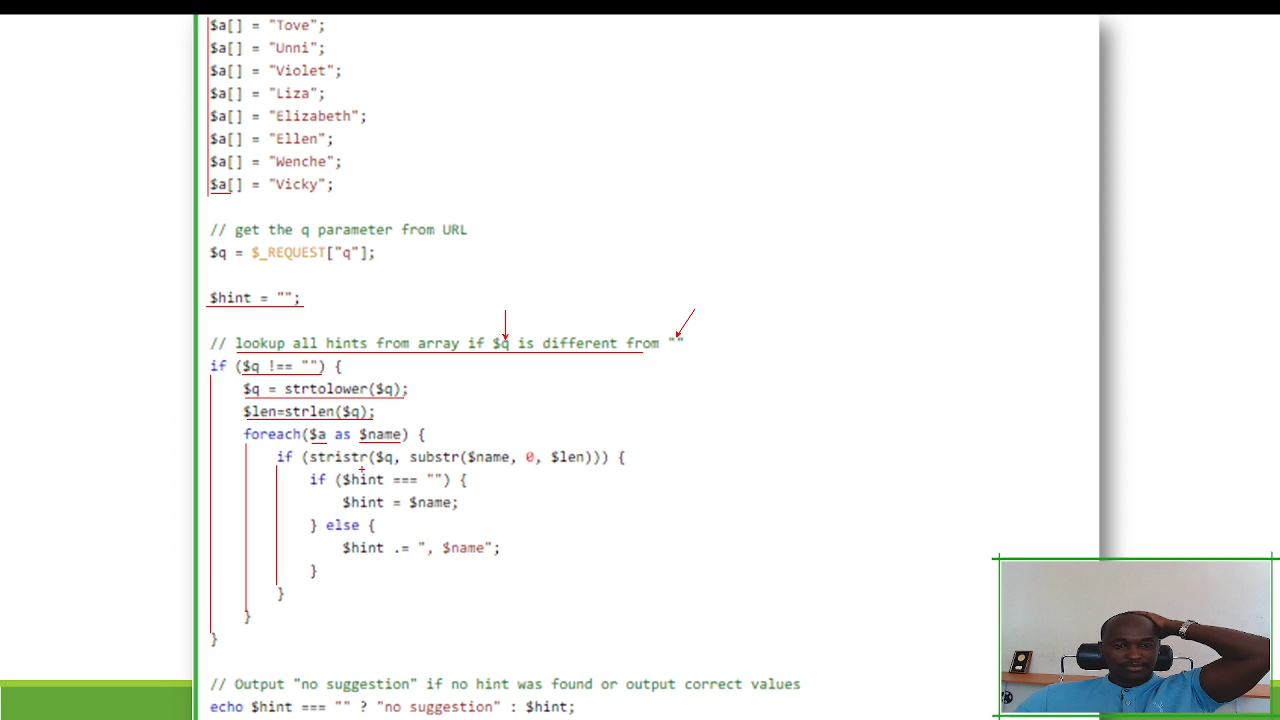 $a[] = "Tove";
$a[] = "Unni";
$a[] = "Violet";
$a[] = "Liza";
$a[] = "Elizabeth";
$a[] = "Ellen";
$a[] = "Wenche";
$a[] = "Vicky";
// get the q parameter from URL
$q = $_REQUEST["q"];
$hint = "";
// lookup all hints from array if $q is different from ""
if ($q !== "") {
$q = strtolower($q);
$len=strlen($q);
foreach($a as $name) {
if (stristr($q, substr($name, 0, $len))) {
if ($hint === "") {
$hint = $name;
} else {
$hint .= ", $name";
}
}
}
}
// Output "no suggestion" if no hint was found or output correct values
echo $hint === "" ? "no suggestion" : $hint;